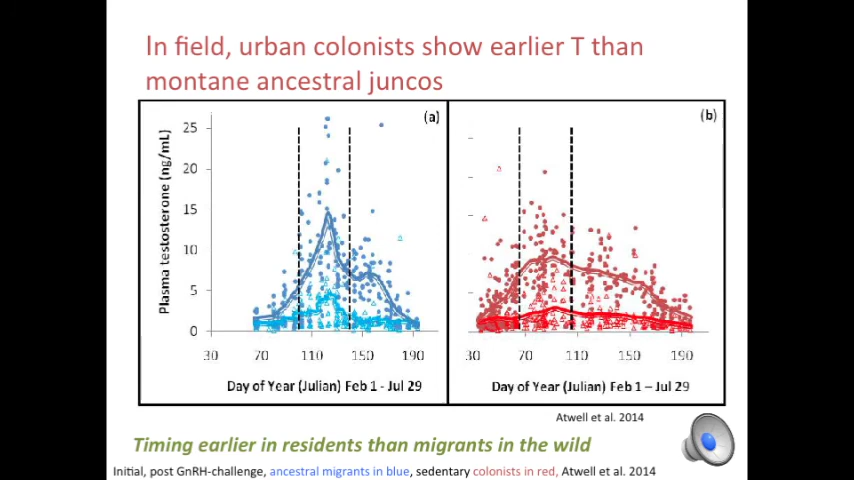 In field, urban colonists show earlier T than
montane ancestral juncos
(a)
(b)
Plasma testosterone (ng/mL)
25
20
15
10
5
0
30 70 110 150 190
30 70 110 150 190
Day of Year (Julian) Feb 1 - Jul 29
Day of Year (Julian) Feb 1 – Jul 29
Atwell et al. 2014
Timing earlier in residents than migrants in the wild
Initial, post GnRH-challenge, ancestral migrants in blue, sedentary colonists in red, Atwell et al. 2014